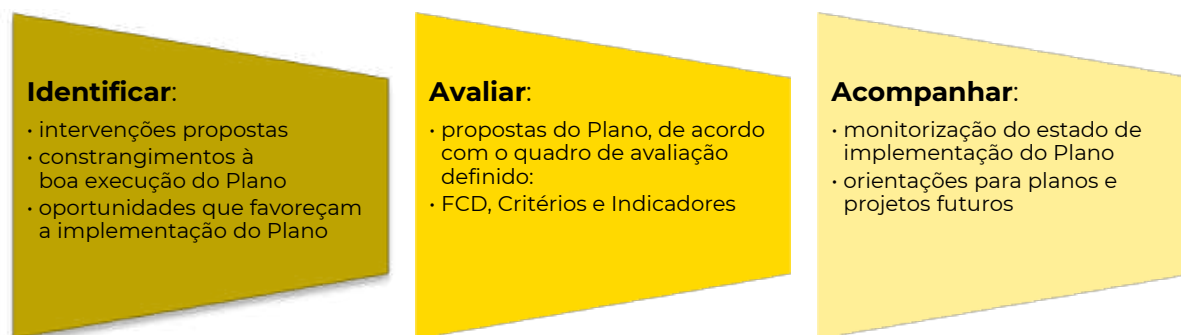 Identificar:
• intervenções propostas
• constrangimentos à
boa execução do Plano
• oportunidades que favoreçam
a implementação do Plano
Avaliar:
• propostas do Plano, de acordo
com o quadro de avaliação
definido:
• FCD, Critérios e Indicadores
Acompanhar:
• monitorização do estado de
implementação do Plano
• orientações para planos e
projetos futuros